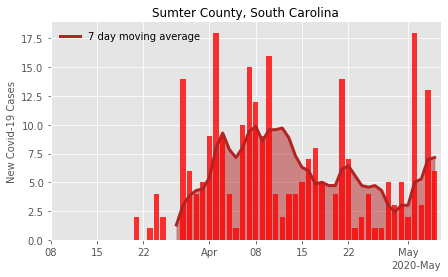 Sumter County, South Carolina
7 day moving average
New Covid-19 Cases
17.5
15.0
12.5
10.0
7.5
5.0
2.5
0.0
08 15 22 Apr 08 15 22 May
2020-May